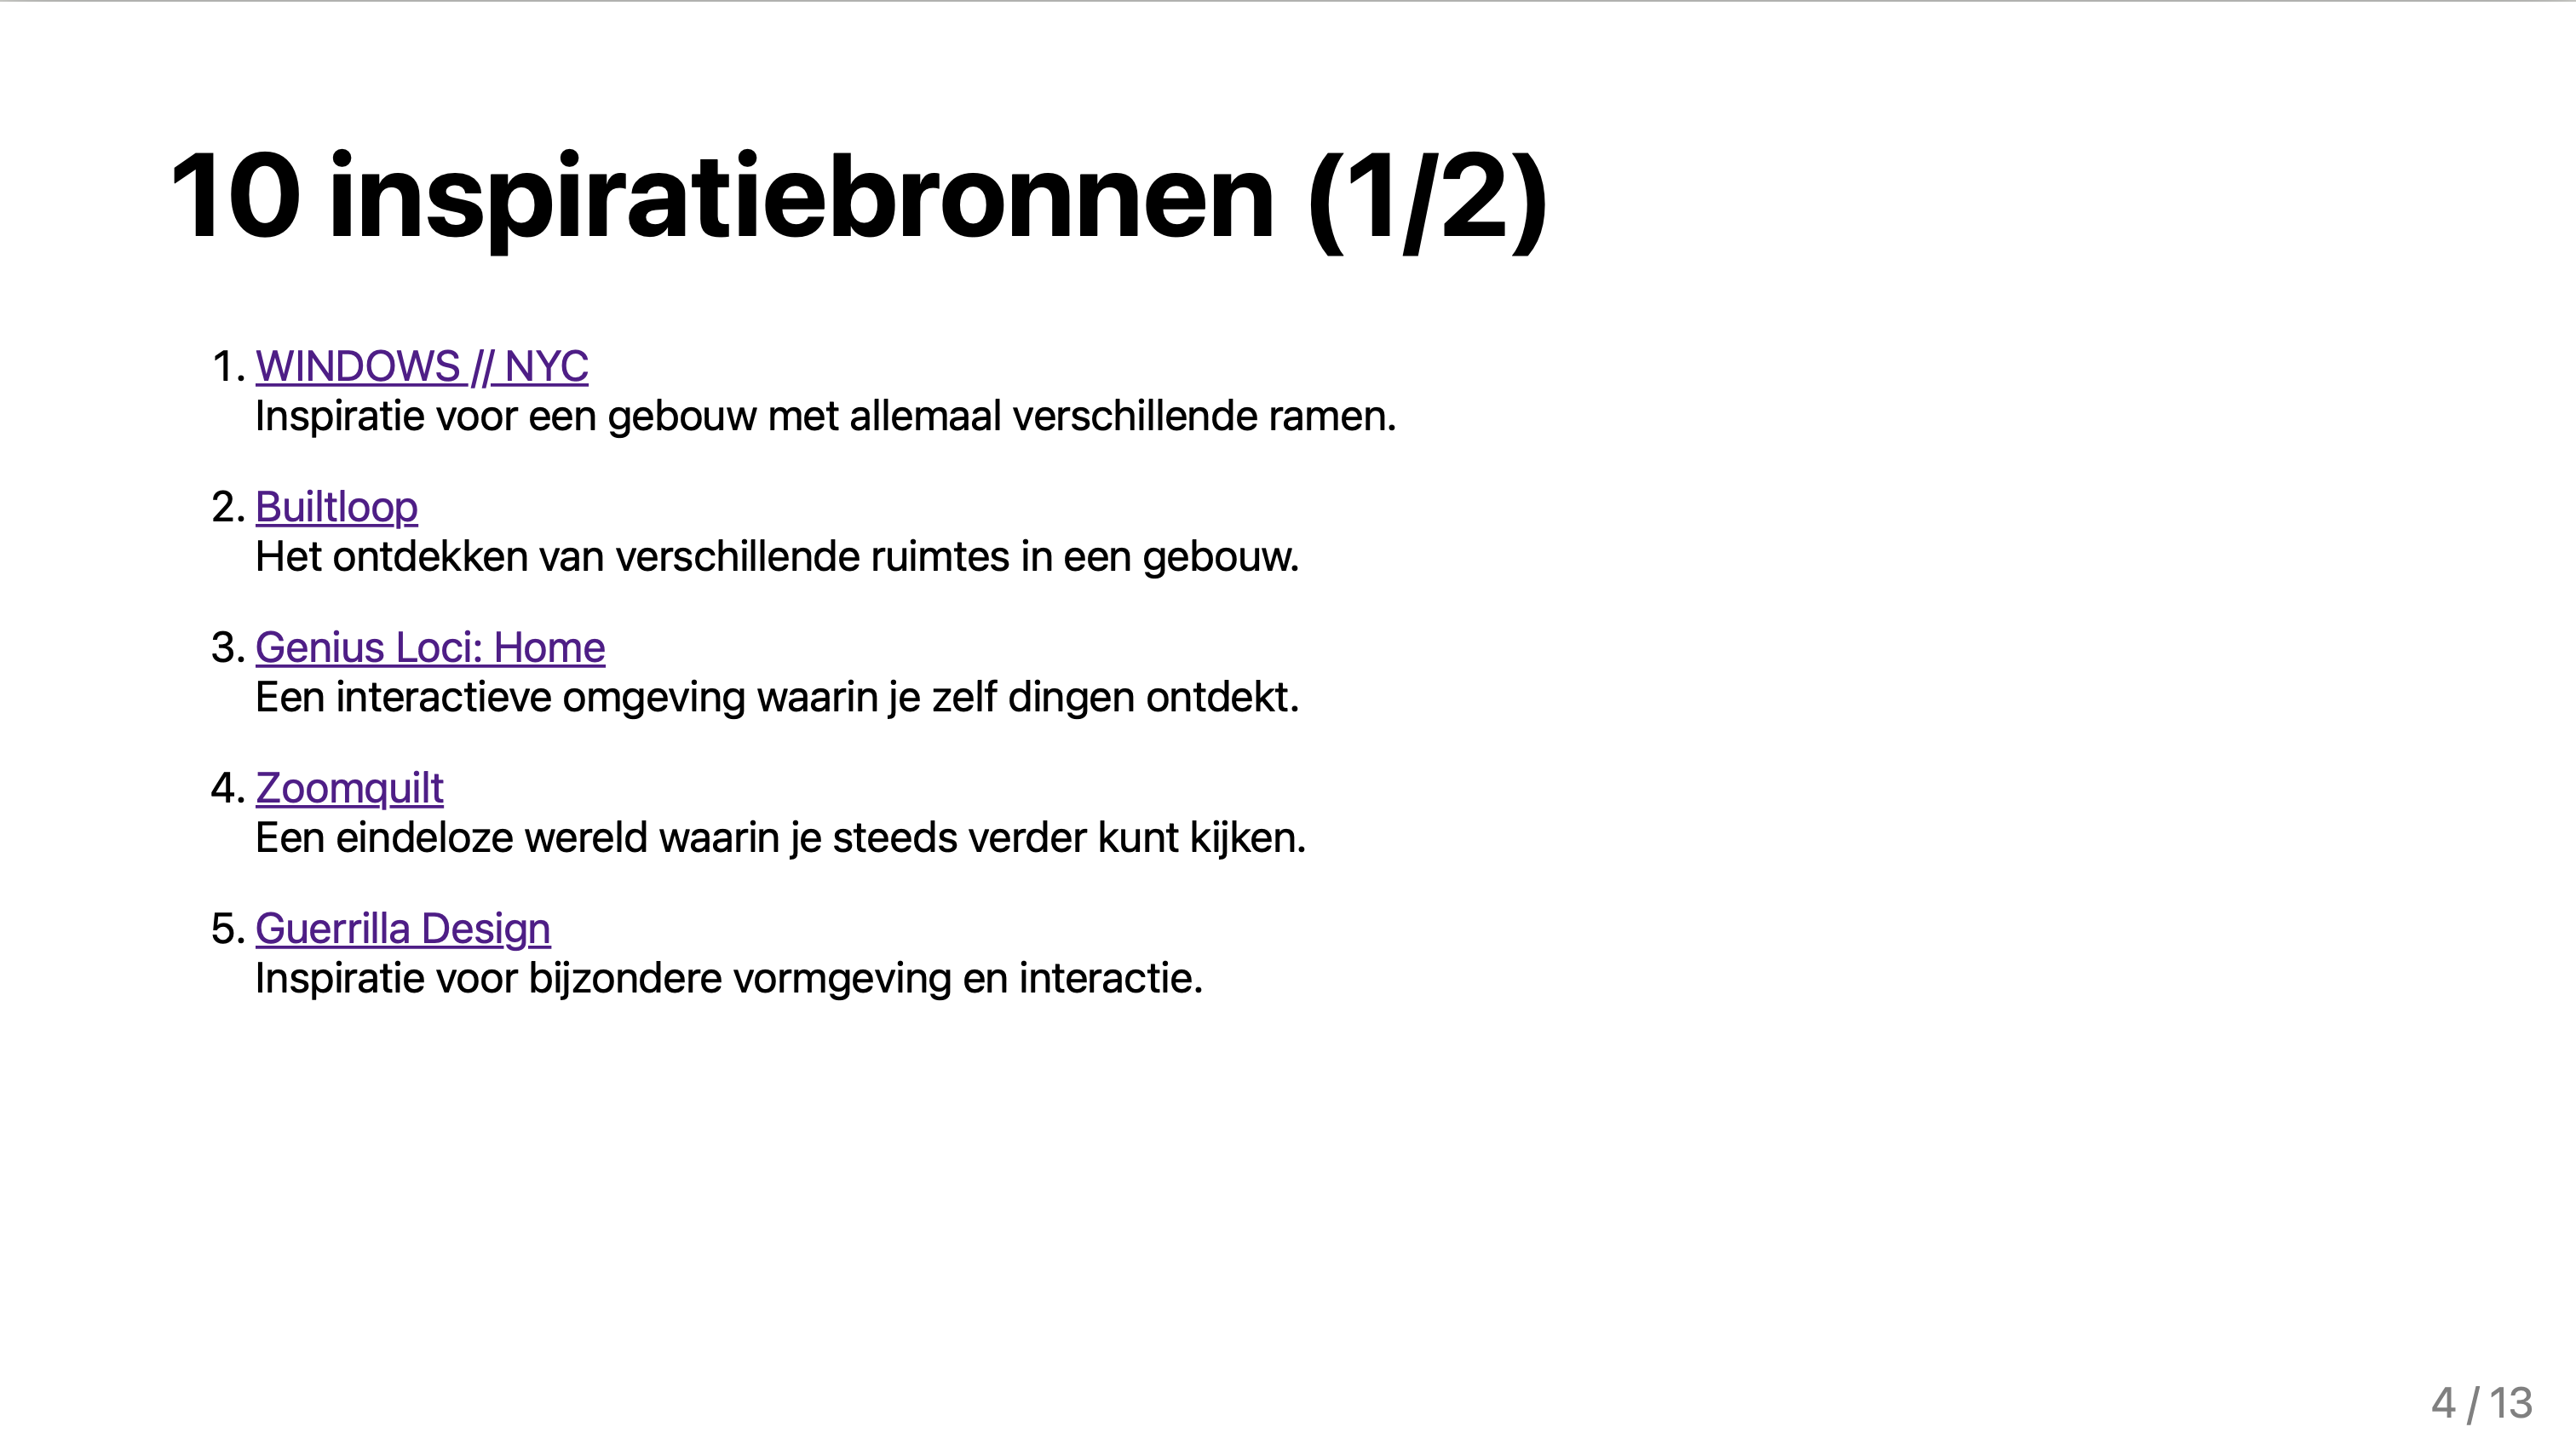 10 inspiratiebronnen (1/2)
1. WINDOWS // NYC
Inspiratie voor een gebouw met allemaal verschillende ramen.
2. Builtloop
Het ontdekken van verschillende ruimtes in een gebouw.
3. Genius Loci: Home
Een interactieve omgeving waarin je zelf dingen ontdekt.
4. Zoomquilt
Een eindeloze wereld waarin je steeds verder kunt kijken.
5. Guerrilla Design
Inspiratie voor bijzondere vormgeving en interactie.
4 / 13